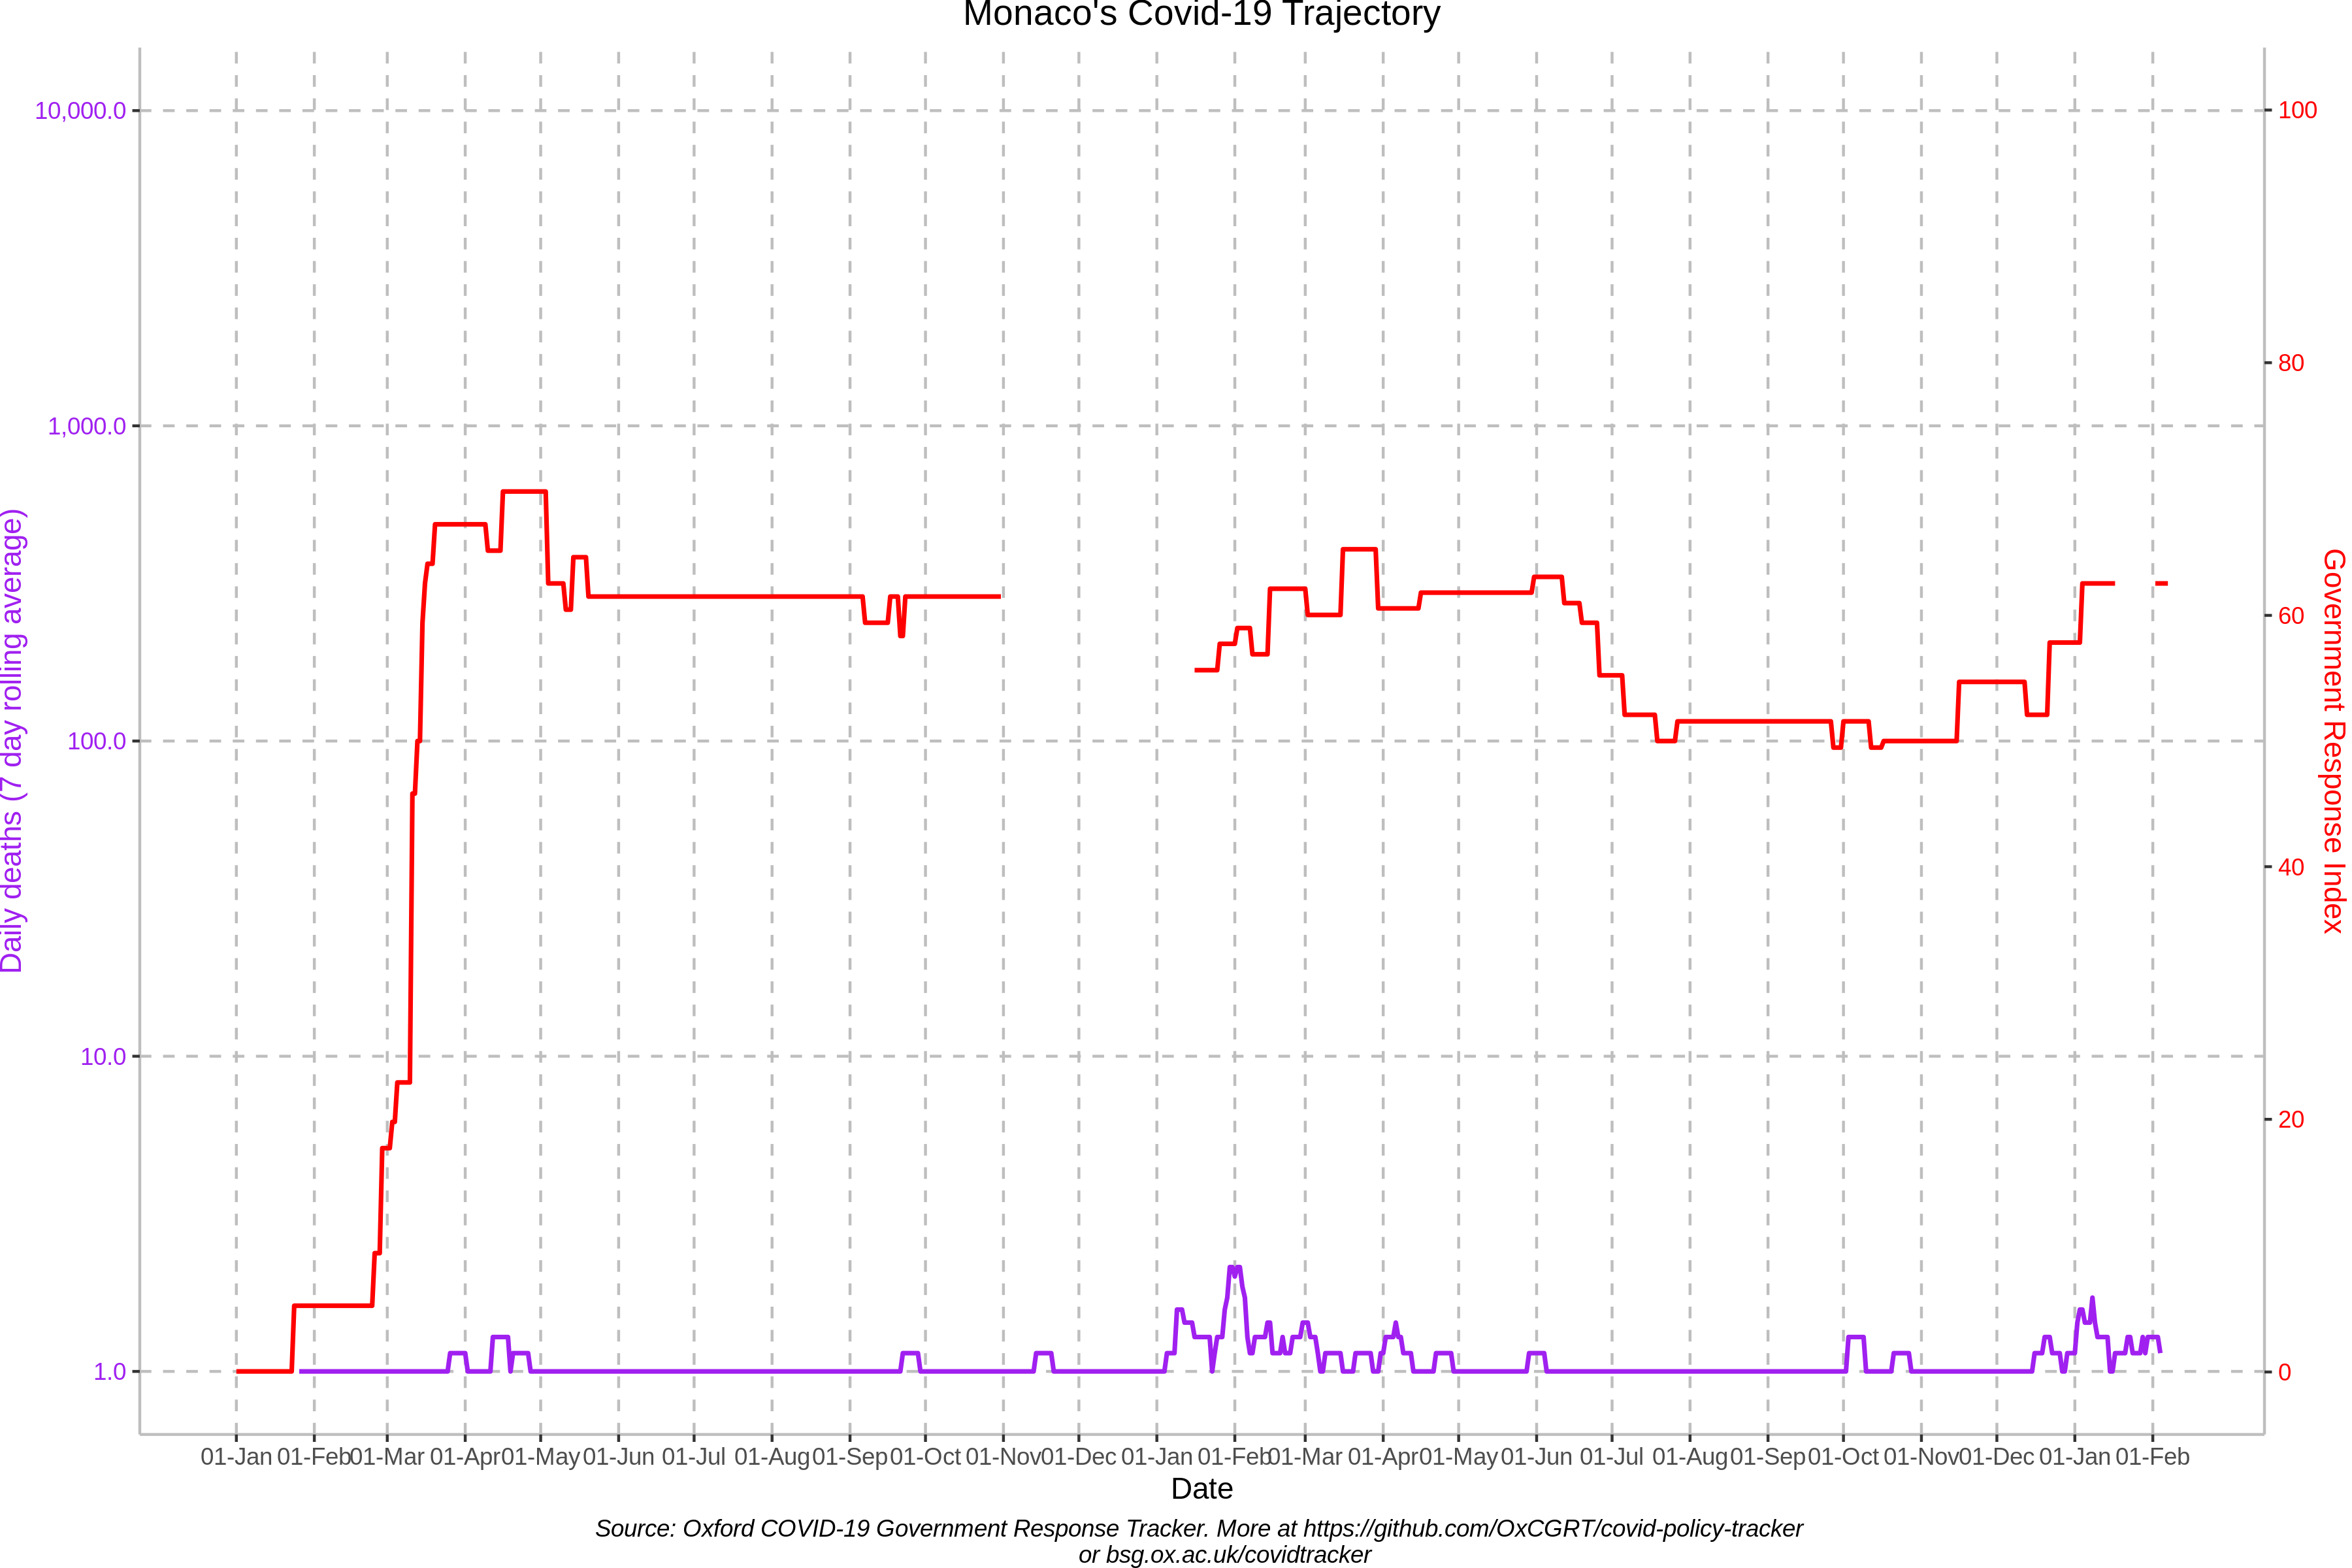 Monaco's Covid-19 Trajectory
10,000.0
1,000.0
100.0
10.0
1.0
Daily deaths (7 day rolling average)
100
80
60
40
20
0
Government Response Index
01-Jan 01-Feb 01-Mar 01-Apr 01-May 01-Jun 01-Jul 01-Aug 01-Sep 01-Oct 01-Nov 01-Dec 01-Jan 01-Feb 01-Mar 01-Apr 01-May 01-Jun 01-Jul 01-Aug 01-Sep 01-Oct 01-Nov 01-Dec 01-Jan 01-Feb
Date
Source: Oxford COVID-19 Government Response Tracker. More at https://github.com/OxCGRT/covid-policy-tracker
or bsg.ox.ac.uk/covidtracker